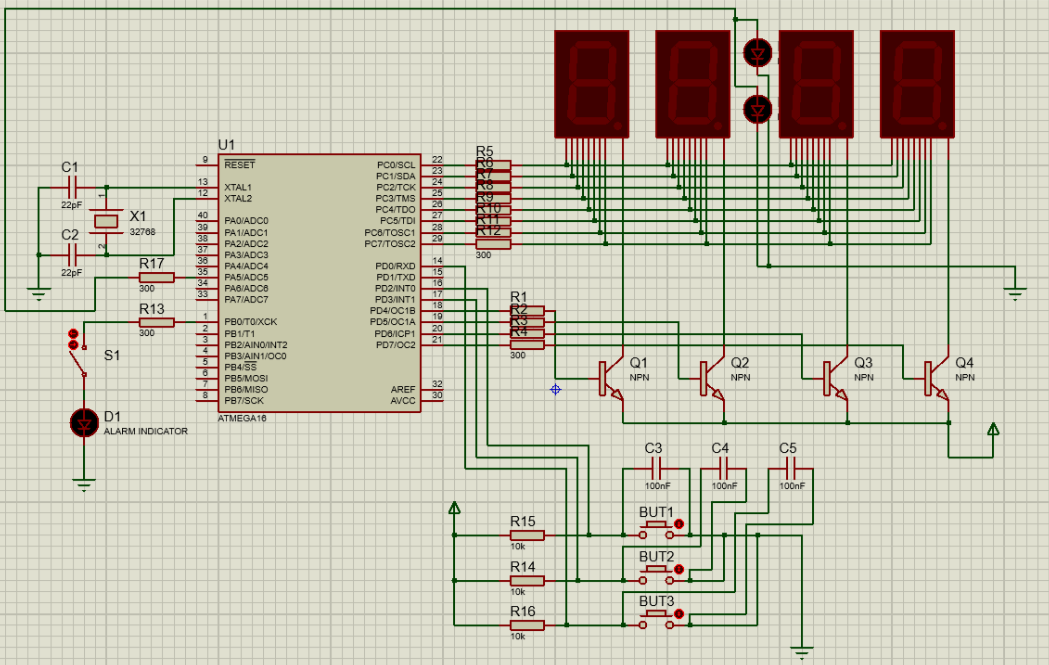 U1
ATMEGA16
9 RESET
13 XTAL1
12 XTAL2
40 PA0/ADC0
39 PA1/ADC1
38 PA2/ADC2
37 PA3/ADC3
36 PA4/ADC4
35 PA5/ADC5
34 PA6/ADC6
33 PA7/ADC7
1 PB0/T0/XCK
2 PB1/T1
3 PB2/AIN0/INT2
4 PB3/AIN1/OC0
5 PB4/SS
6 PB5/MOSI
7 PB6/MISO
8 PB7/SCK
PC0/SCL 22
PC1/SDA 23
PC2/TCK 24
PC3/TMS 25
PC4/TDO 26
PC5/TDI 27
PC6/TOSC1 28
PC7/TOSC2 29
PD0/RXD 14
PD1/TXD 15
PD2/INT0 16
PD3/INT1 17
PD4/OC1B 18
PD5/OC1A 19
PD6/ICP1 20
PD7/OC2 21
AREF 32
AVCC 30
C1
22pF
1
X1
32768
2
C2
22pF
R17
300
R13
300
S1
D1
ALARM INDICATOR
R5
R6
R7
R8
R9
R10
R11
R12
300
R1
R2
R3
R4
300
Q1
NPN
Q2
NPN
Q3
NPN
Q4
NPN
C3
100nF
C4
100nF
C5
100nF
R15
10k
R14
10k
R16
10k
BUT1
BUT2
BUT3